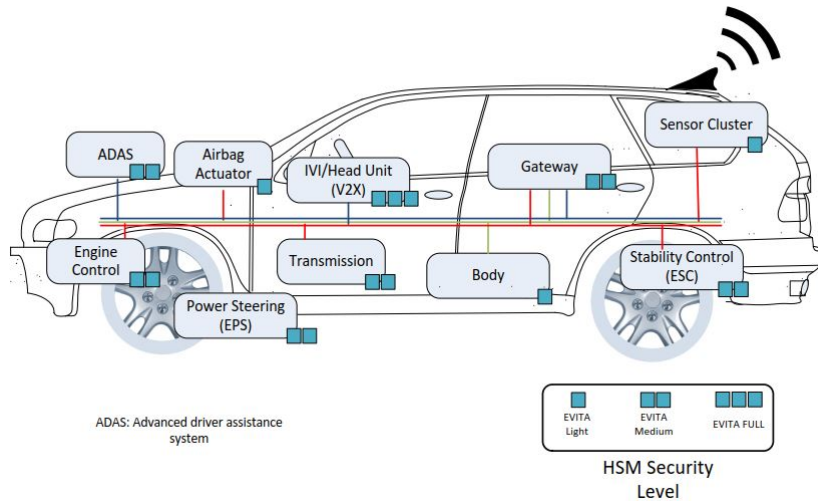 Sensor Cluster
ADAS
Airbag
Actuator
IVI/Head Unit
(V2X)
Gateway
Engine
Control
Transmission
Body
Stability Control
(ESC)
Power Steering
(EPS)
ADAS: Advanced driver assistance
system
EVITA
Light
EVITA
Medium
EVITA FULL
HSM Security
Level